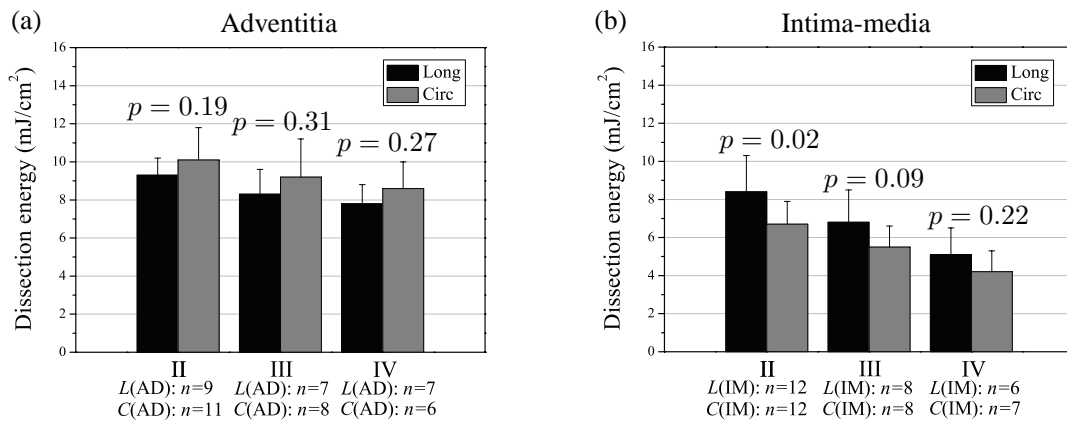 (a) Adventitia
Dissection energy (mJ/cm²)
16
14
12
10
8
6
4
2
0
Long
Circ
p = 0.19
p = 0.31
p = 0.27
II III IV
L(AD): n=9 L(AD): n=7 L(AD): n=7
C(AD): n=11 C(AD): n=8 C(AD): n=6
(b) Intima-media
Dissection energy (mJ/cm²)
16
14
12
10
8
6
4
2
0
Long
Circ
p = 0.02
p = 0.09
p = 0.22
II III IV
L(IM): n=12 L(IM): n=8 L(IM): n=6
C(IM): n=12 C(IM): n=8 C(IM): n=7